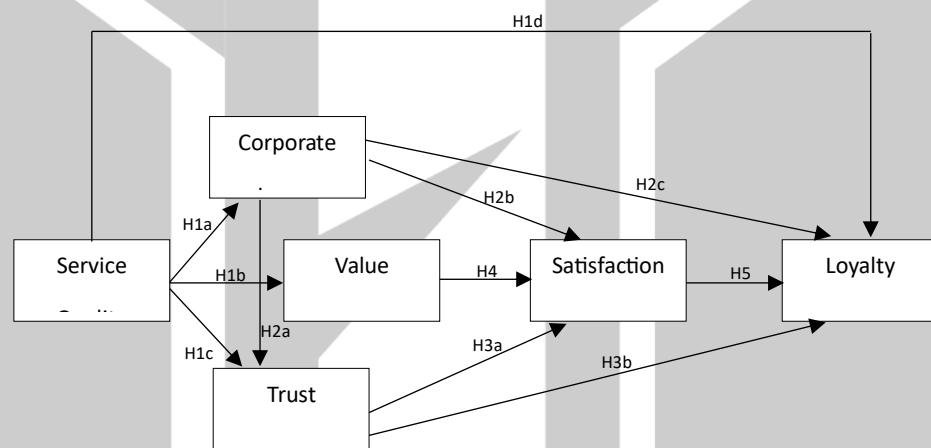 H1d
Corporate
H2c
H2b
H1a
Service
Value
Satisfaction
Loyalty
H1b
H4
H5
H2a
H1c
H3a
H3b
Trust